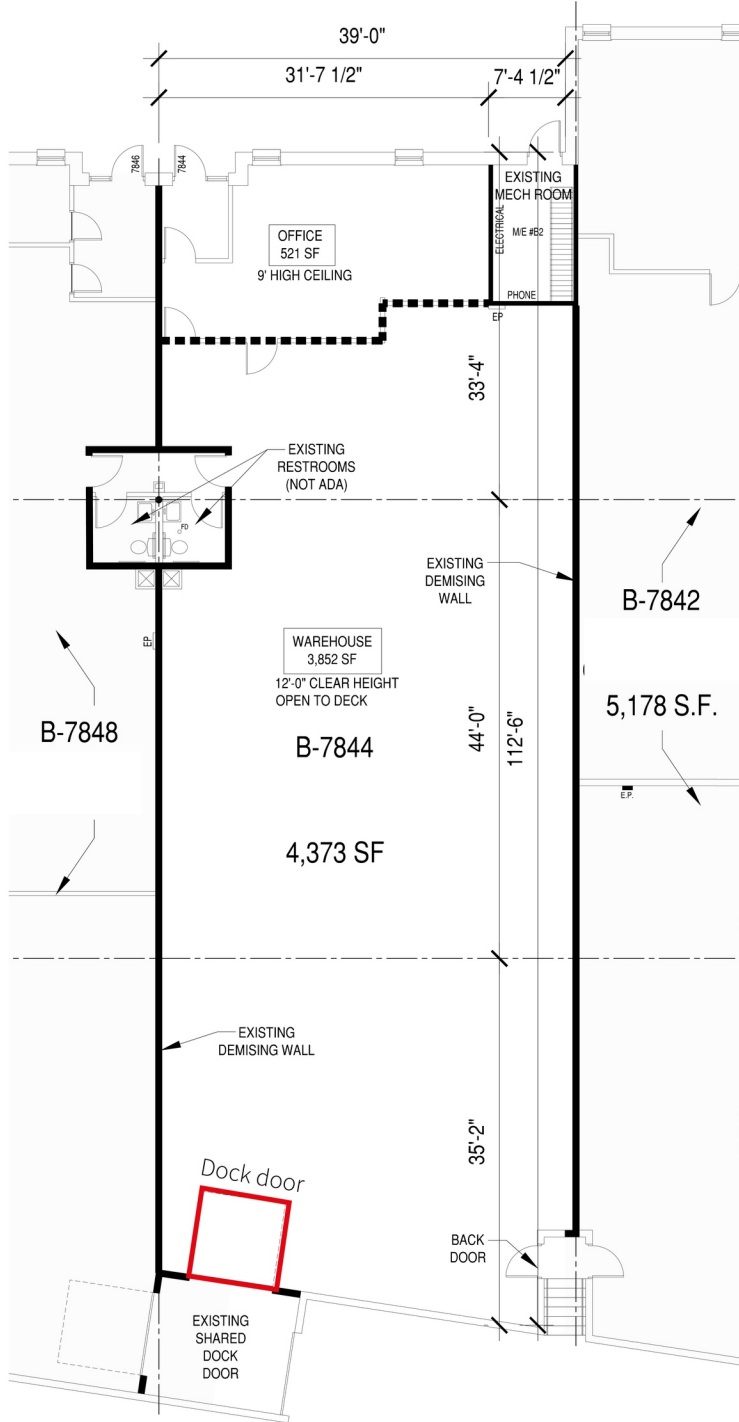 39'-0"
31'-7 1/2"
7'-4 1/2"
7846
7844
EXISTING
MECH ROOM
ELECTRICAL
M/E #B2
PHONE
EP
OFFICE
521 SF
9' HIGH CEILING
33'-4"
EXISTING
RESTROOMS
(NOT ADA)
FD
EXISTING
DEMISING
WALL
B-7842
5,178 S.F.
E.P.
EP
WAREHOUSE
3,852 SF
12'-0" CLEAR HEIGHT
OPEN TO DECK
B-7848
B-7844
44'-0"
112'-6"
4,373 SF
EXISTING
DEMISING WALL
35'-2"
Dock door
BACK
DOOR
EXISTING
SHARED
DOCK
DOOR